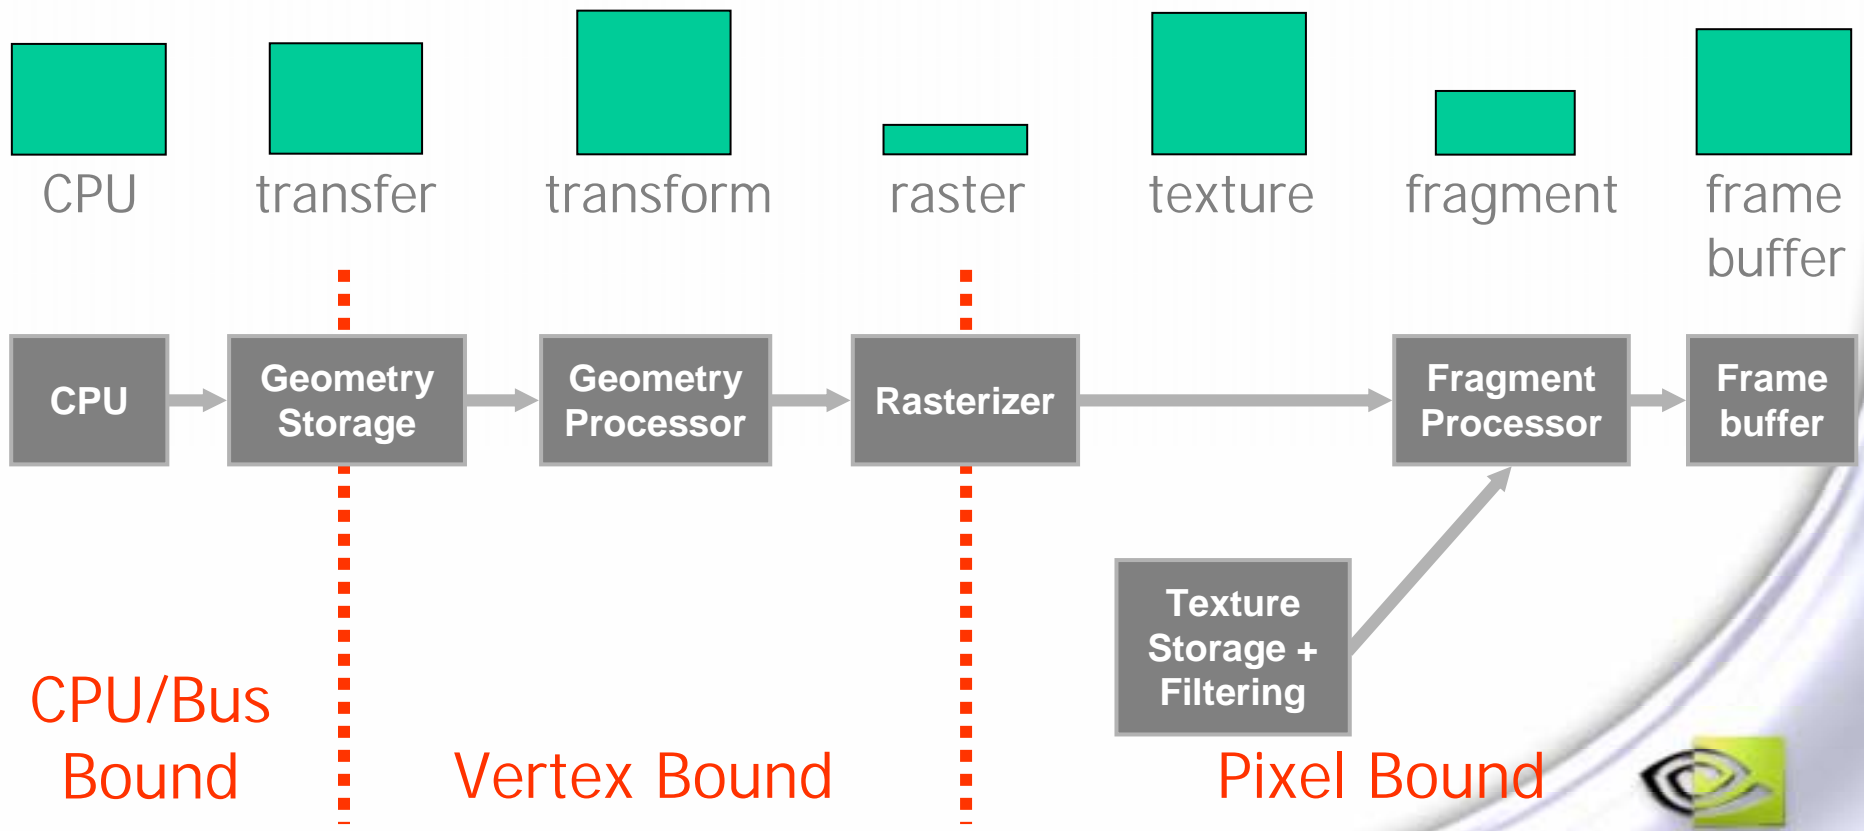 CPU
transfer
transform
raster
texture
fragment
frame
buffer
CPU
Geometry
Storage
Geometry
Processor
Rasterizer
Fragment
Processor
Frame
buffer
Texture
Storage +
Filtering
CPU/Bus
Bound
Vertex Bound
Pixel Bound